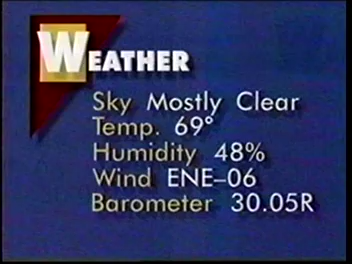 WEATHER
Sky Mostly Clear
Temp. 69°
Humidity 48%
Wind ENE–06
Barometer 30.05R